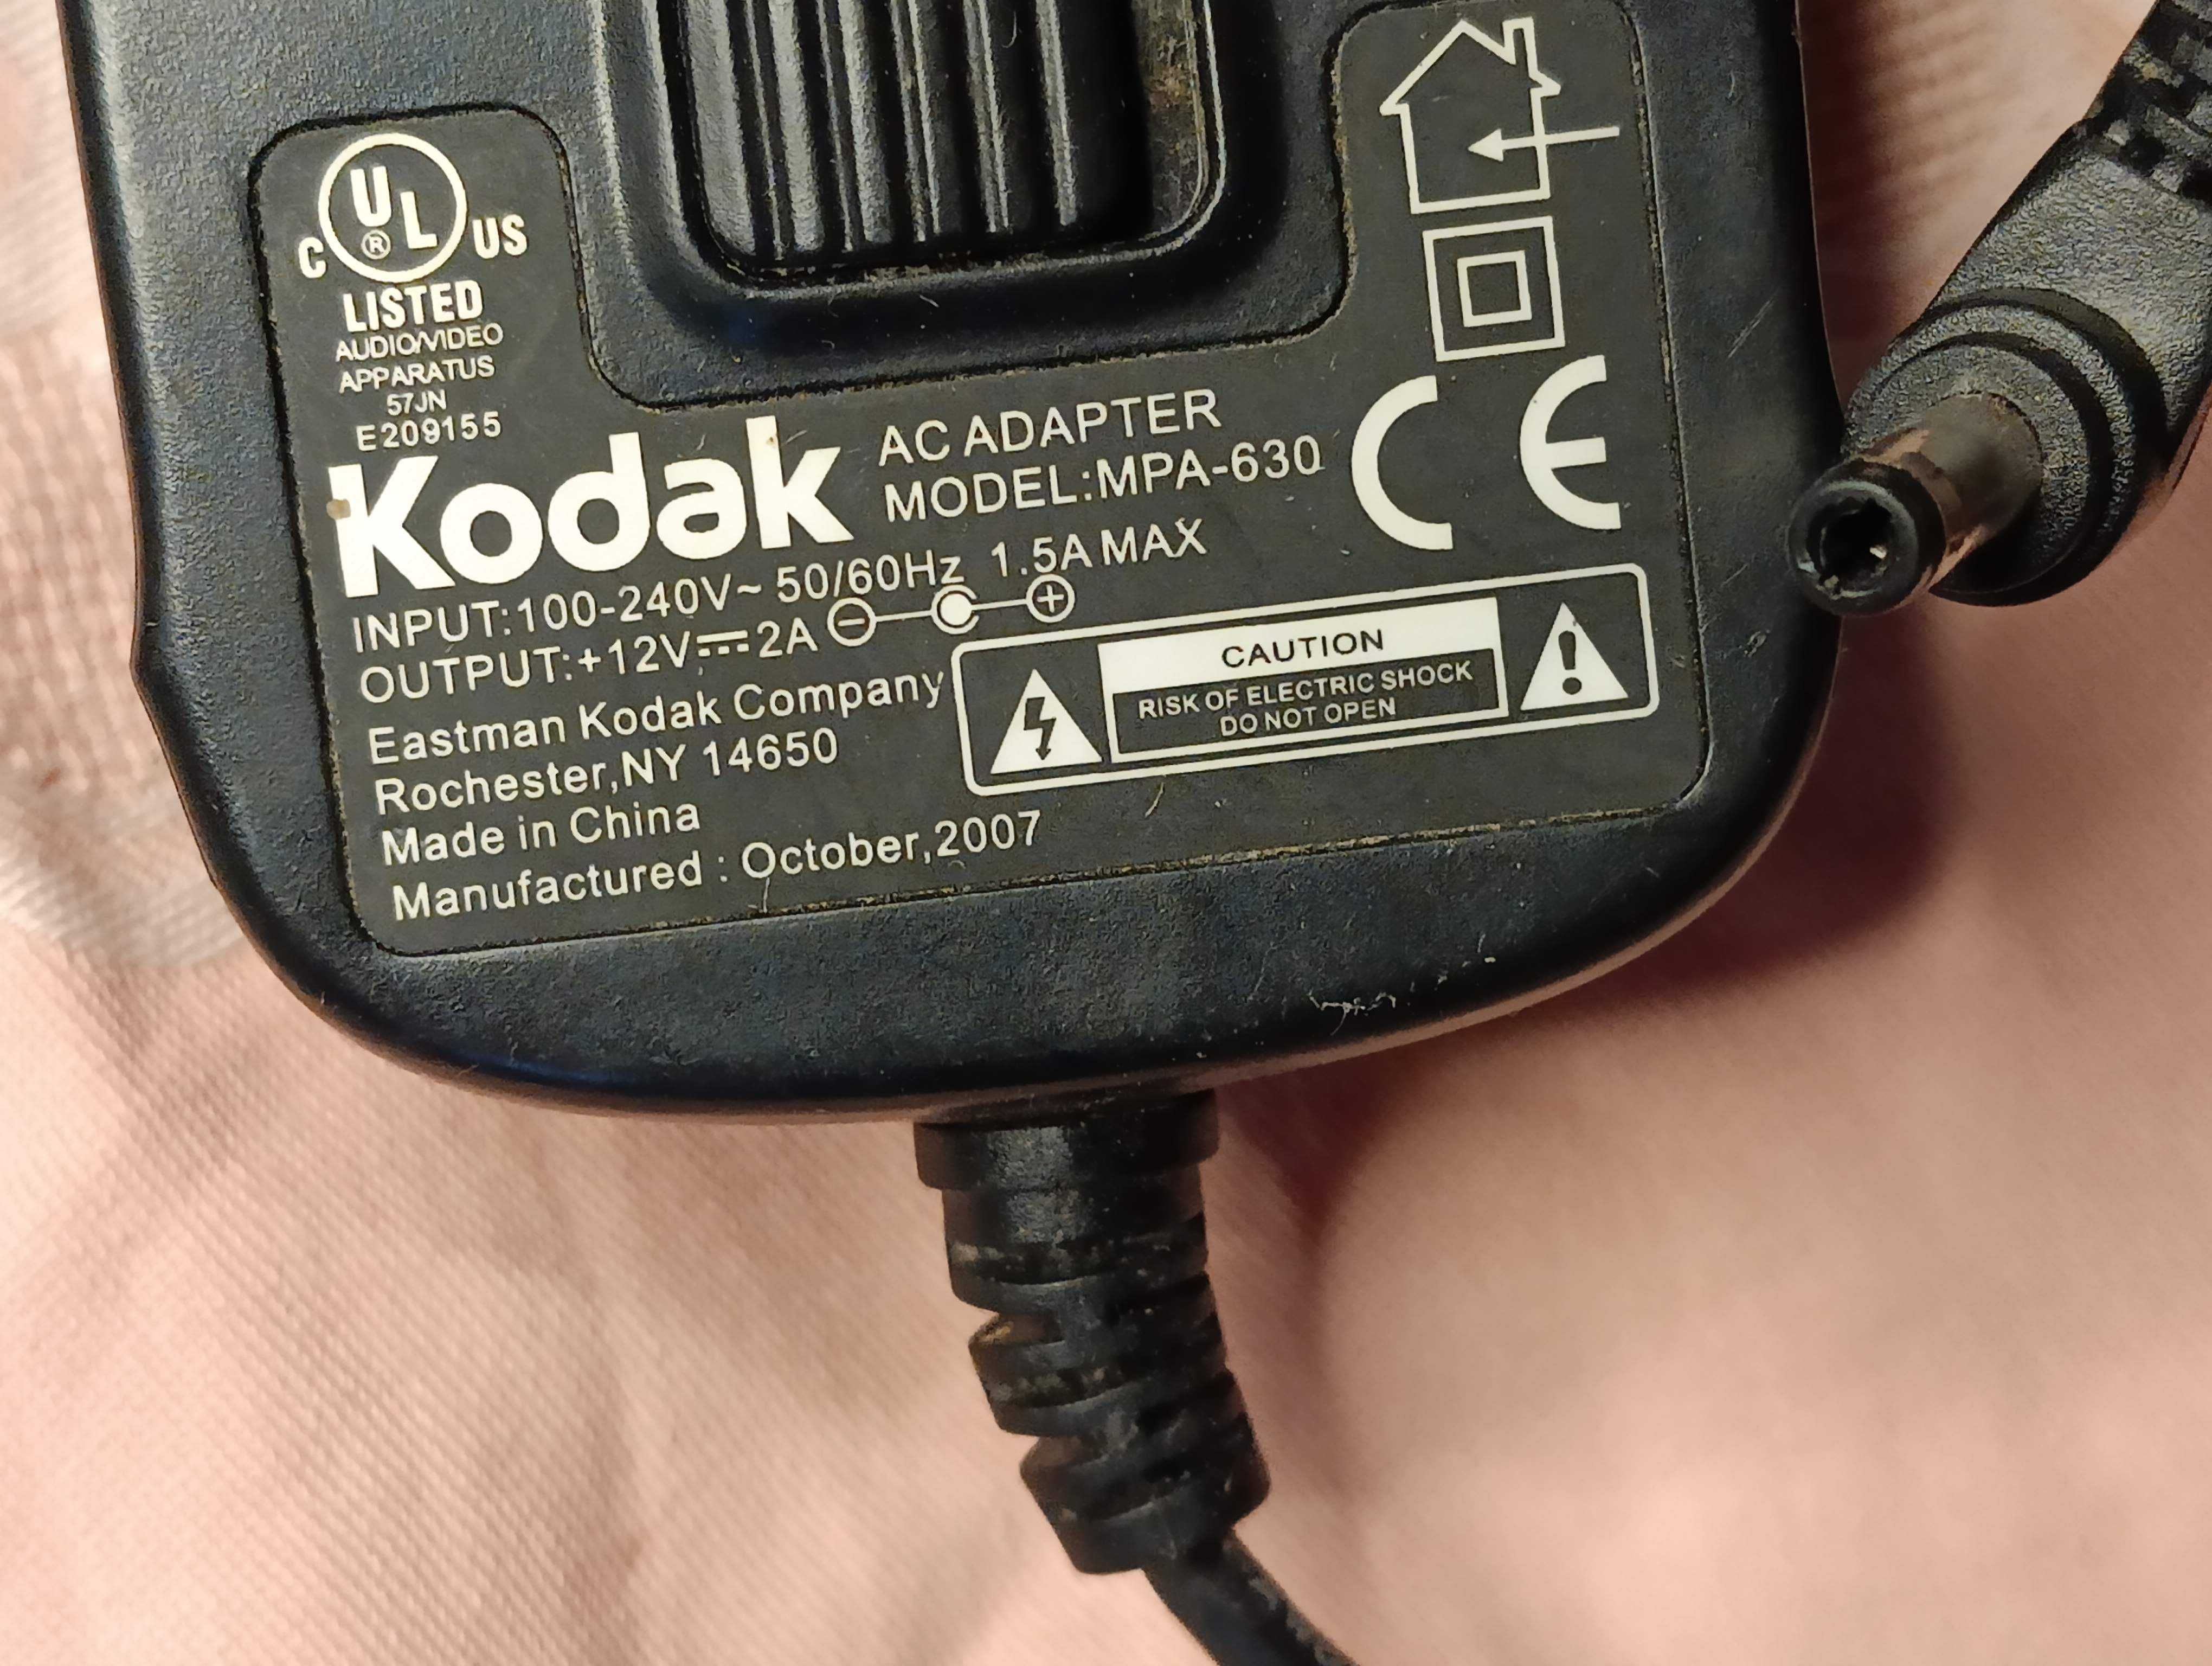 C UL ® US
LISTED
AUDIO/VIDEO
APPARATUS
57JN
E209155
Kodak
AC ADAPTER
MODEL:MPA-630
CE
INPUT:100-240V~ 50/60Hz 1.5A MAX
OUTPUT:+12V⎓2A
Eastman Kodak Company
Rochester,NY 14650
Made in China
Manufactured : October,2007
CAUTION
RISK OF ELECTRIC SHOCK
DO NOT OPEN